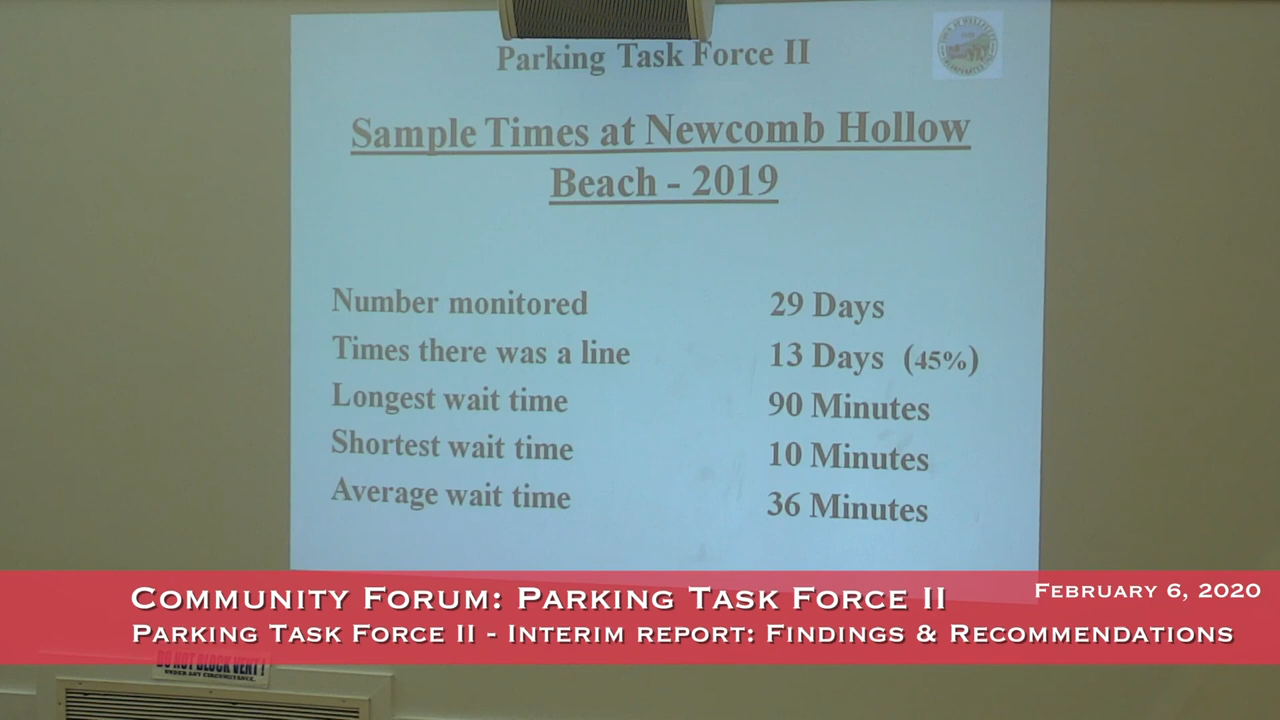 Parking Task Force II
Sample Times at Newcomb Hollow
Beach - 2019
Number monitored 29 Days
Times there was a line 13 Days (45%)
Longest wait time 90 Minutes
Shortest wait time 10 Minutes
Average wait time 36 Minutes
Community Forum: Parking Task Force II
February 6, 2020
Parking Task Force II - Interim report: Findings & Recommendations
DO NOT BLOCK VENT!
UNDER ANY CIRCUMSTANCE.